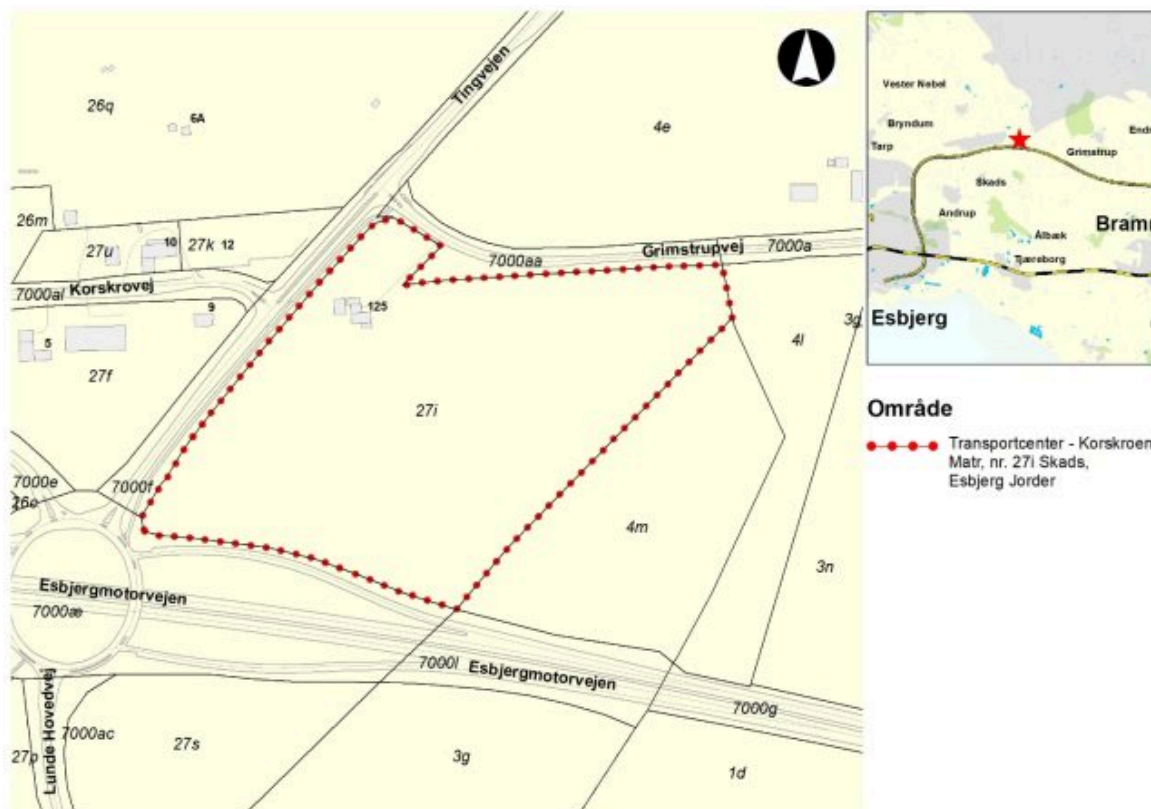 Tingvejen
26q
6A
4e
26m
27u
10
27k
12
Grimstrupvej
7000a
7000aa
7000al
Korskrovej
9
125
5
27f
4l
3g
27i
7000e
26o
7000f
4m
3n
Esbjergmotorvejen
7000æ
7000l
Esbjergmotorvejen
7000g
Lunde Hovedvej
7000ac
27p
27s
3g
1d
Vester Nebel
Bryndum
Tarp
Grimstrup
Skads
Andrup
Ålbæk
Tjæreborg
Esbjerg
Område
Transportcenter - Korskroen
Matr, nr. 27i Skads,
Esbjerg Jorder